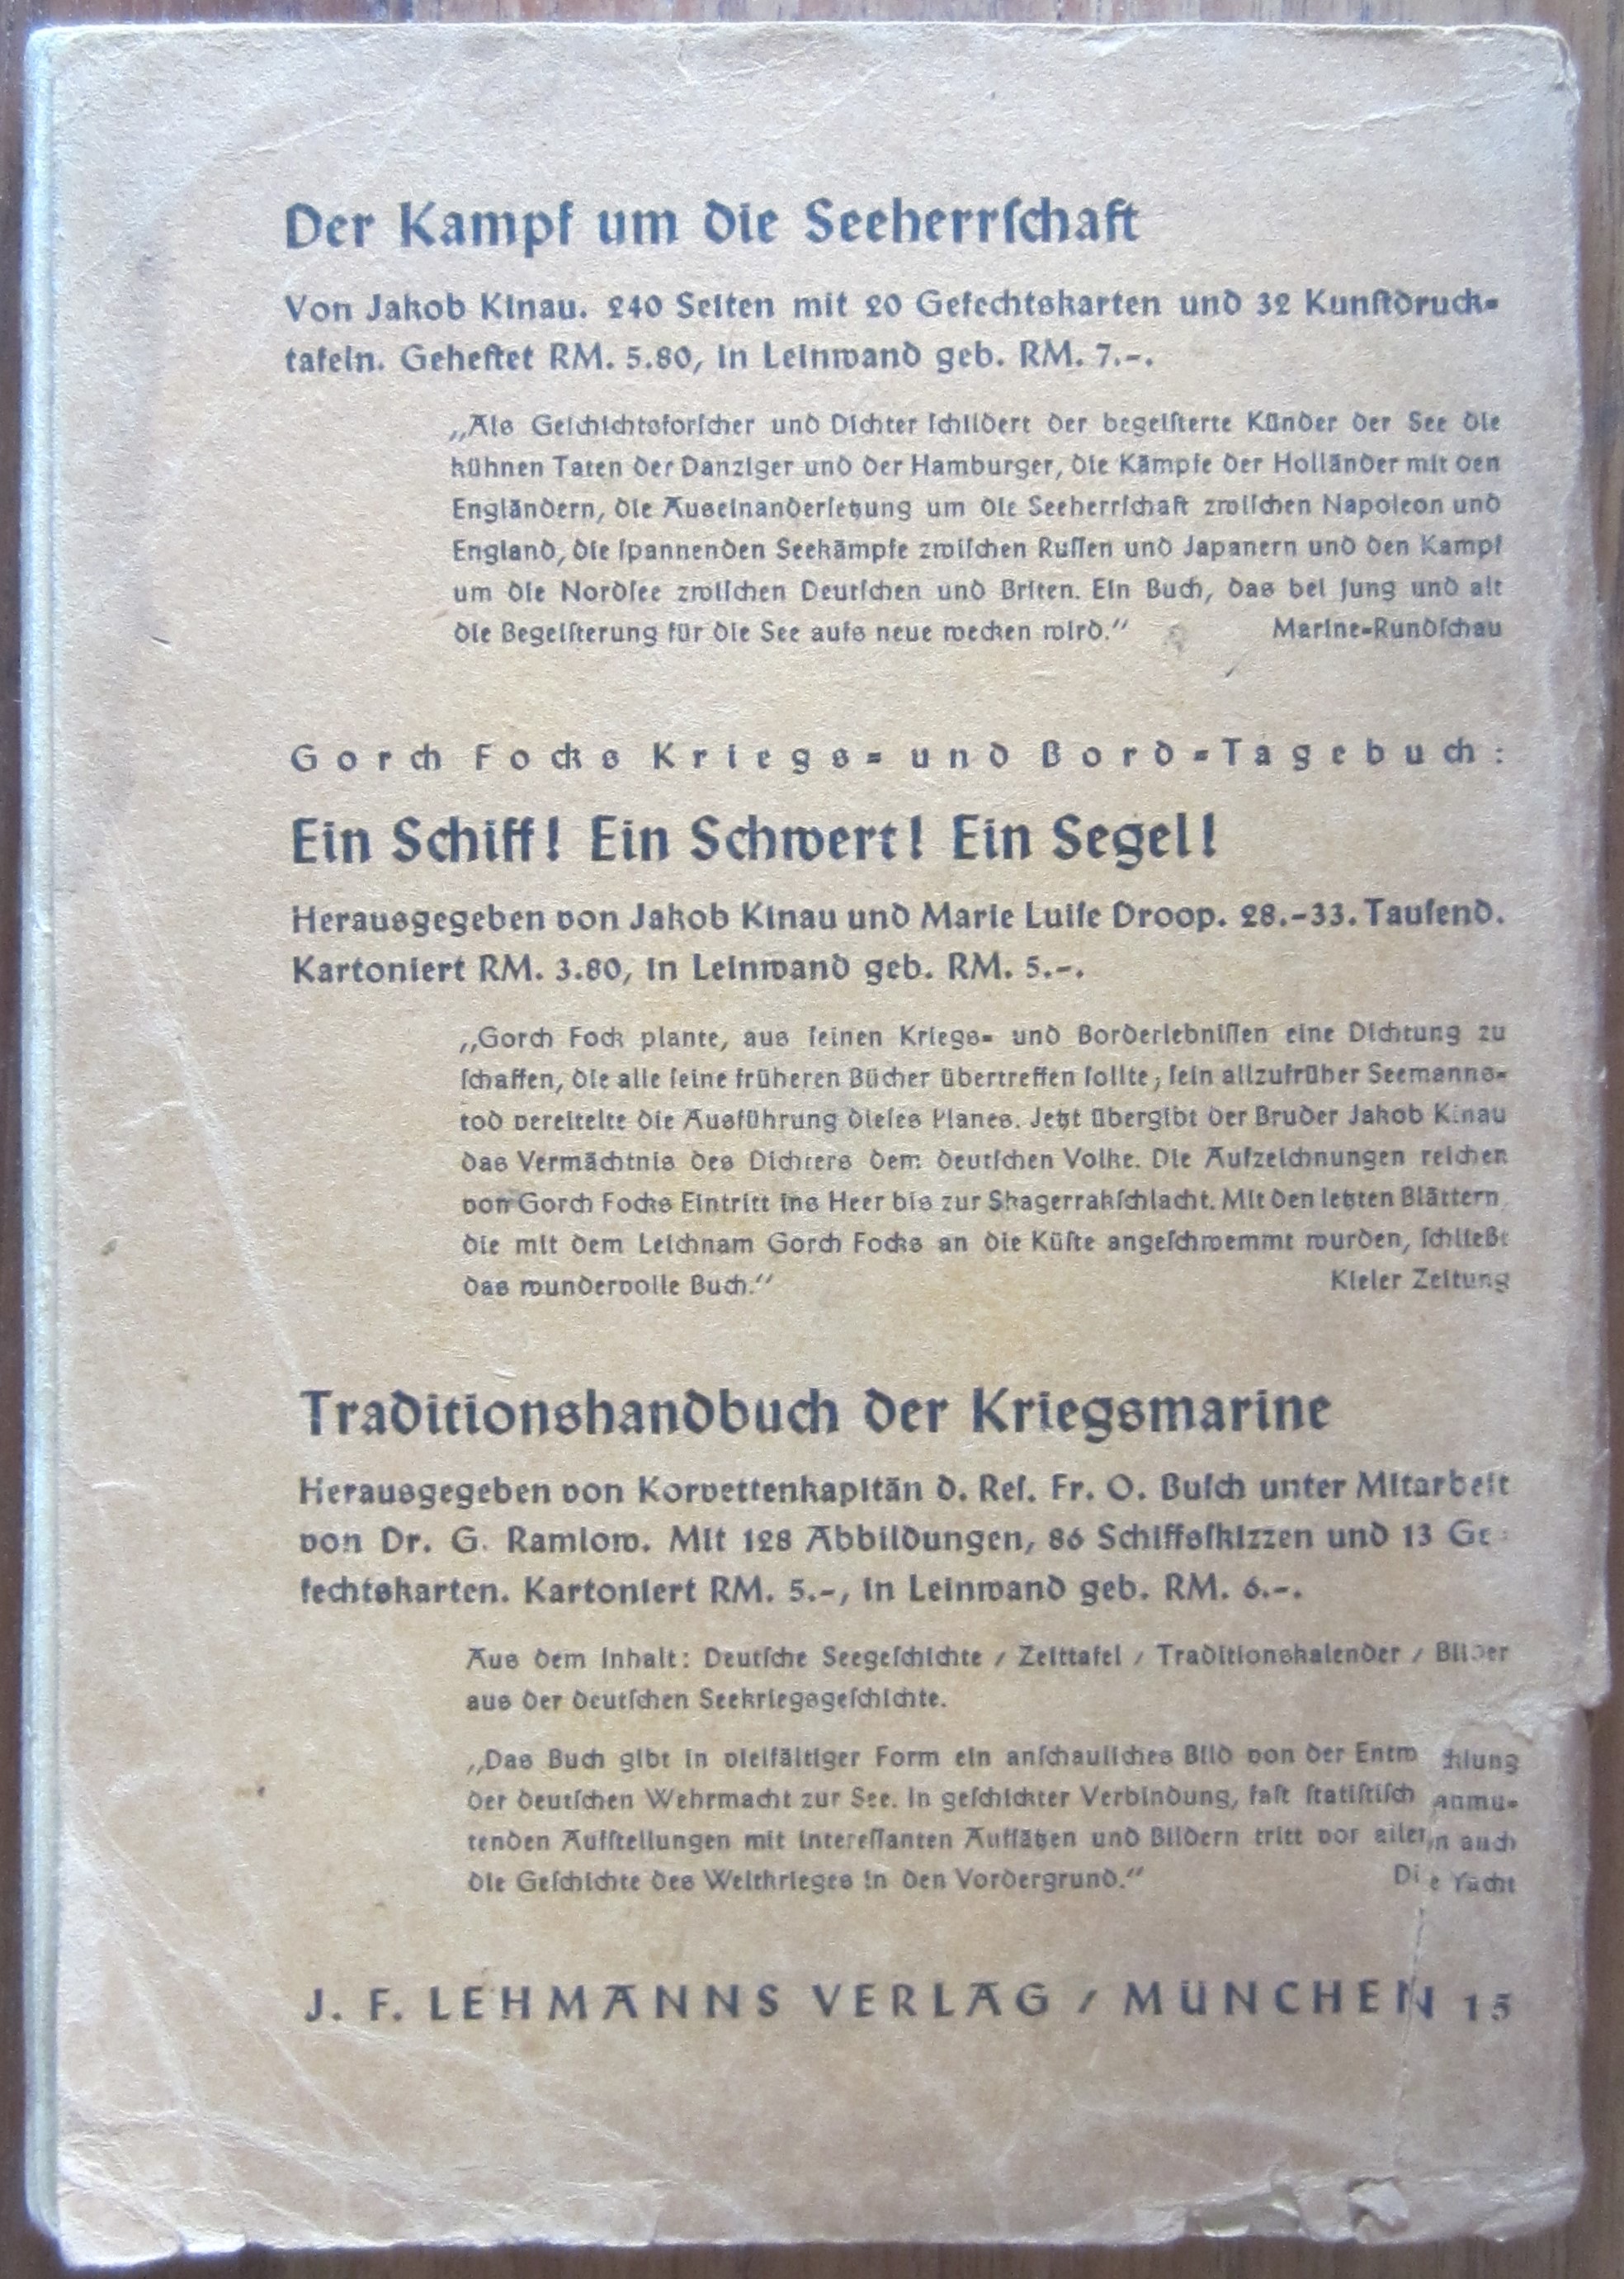 Der Kampf um die Seeherrſchaft
Von Jakob Kinau. 240 Seiten mit 20 Gefechtskarten und 32 Kunſtdruck-
tafeln. Geheftet RM. 5.80, in Leinwand geb. RM. 7.-.
„Als Geſchichtsforſcher und Dichter ſchildert der begeiſterte Künder der See die
kühnen Taten der Danziger und der Hamburger, die Kämpfe der Holländer mit den
Engländern, die Auseinanderſetzung um die Seeherrſchaft zwiſchen Napoleon und
England, die ſpannenden Seekämpfe zwiſchen Ruſſen und Japanern und den Kampf
um die Nordſee zwiſchen Deutſchen und Briten. Ein Buch, das bei jung und alt
die Begeiſterung für die See aufs neue wecken wird.“ Marine-Rundſchau
Gorch Focks Kriegs- und Bord-Tagebuch:
Ein Schiff! Ein Schwert! Ein Segel!
Herausgegeben von Jakob Kinau und Marie Luiſe Droop. 28.-33. Tauſend.
Kartoniert RM. 3.80, in Leinwand geb. RM. 5.-.
„Gorch Fock plante, aus ſeinen Kriegs- und Borderlebniſſen eine Dichtung zu
ſchaffen, die alle ſeine früheren Bücher übertreffen ſollte; ſein allzufrüher Seemanns-
tod vereitelte die Ausführung dieſes Planes. Jetzt übergibt der Bruder Jakob Kinau
das Vermächtnis des Dichters dem deutſchen Volke. Die Aufzeichnungen reichen
von Gorch Focks Eintritt ins Heer bis zur Skagerrakſchlacht. Mit den letzten Blättern,
die mit dem Leichnam Gorch Focks an die Küſte angeſchwemmt wurden, ſchließt
das wundervolle Buch.“ Kieler Zeitung
Traditionshandbuch der Kriegsmarine
Herausgegeben von Korvettenkapitän d. Reſ. Fr. O. Buſch unter Mitarbeit
von Dr. G. Ramlow. Mit 128 Abbildungen, 86 Schiffsſkizzen und 13 Ge-
fechtskarten. Kartoniert RM. 5.-, in Leinwand geb. RM. 6.-.
Aus dem Inhalt: Deutſche Seegeſchichte / Zeittafel / Traditionskalender / Bilder
aus der deutſchen Seekriegsgeſchichte.
„Das Buch gibt in vielfältiger Form ein anſchauliches Bild von der Entwicklung
der deutſchen Wehrmacht zur See. In geſchickter Verbindung, faſt ſtatiſtiſch anmu-
tenden Aufſtellungen mit intereſſanten Aufſätzen und Bildern tritt vor allem auch
die Geſchichte des Weltkrieges in den Vordergrund.“ Die Yacht
J. F. LEHMANNS VERLAG / MÜNCHEN 15